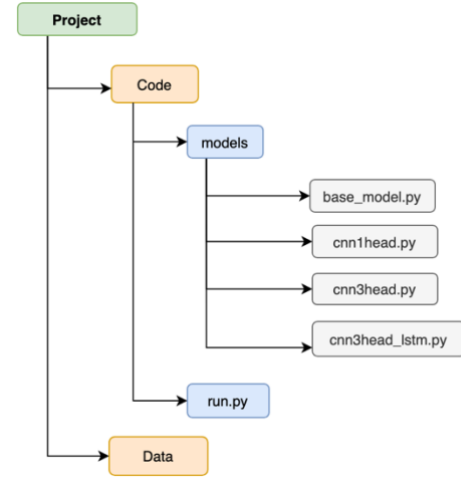 Project
Code
models
base_model.py
cnn1head.py
cnn3head.py
cnn3head_lstm.py
run.py
Data